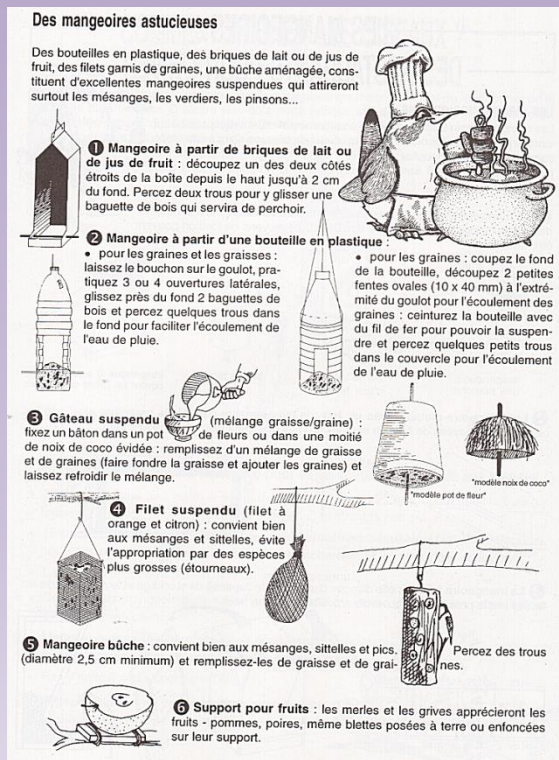 Des mangeoires astucieuses
Des bouteilles en plastique, des briques de lait ou de jus de
fruit, des filets garnis de graines, une bûche aménagée, cons-
tituent d'excellentes mangeoires suspendues qui attireront
surtout les mésanges, les verdiers, les pinsons...
❶ Mangeoire à partir de briques de lait ou
de jus de fruit : découpez un des deux côtés
étroits de la boîte depuis le haut jusqu'à 2 cm
du fond. Percez deux trous pour y glisser une
baguette de bois qui servira de perchoir.
❷ Mangeoire à partir d'une bouteille en plastique :
• pour les graines et les graisses :
laissez le bouchon sur le goulot, pra-
tiquez 3 ou 4 ouvertures latérales,
glissez près du fond 2 baguettes de
bois et percez quelques trous dans
le fond pour faciliter l'écoulement de
l'eau de pluie.
• pour les graines : coupez le fond
de la bouteille, découpez 2 petites
fentes ovales (10 x 40 mm) à l'extré-
mité du goulot pour l'écoulement des
graines : ceinturez la bouteille avec
du fil de fer pour pouvoir la suspen-
dre et percez quelques petits trous
dans le couvercle pour l'écoulement
de l'eau de pluie.
❸ Gâteau suspendu (mélange graisse/graine) :
fixez un bâton dans un pot de fleurs ou dans une moitié
de noix de coco évidée : remplissez d'un mélange de graisse
et de graines (faire fondre la graisse et ajouter les graines) et
laissez refroidir le mélange.
"modèle pot de fleur"
"modèle noix de coco"
❹ Filet suspendu (filet à
orange et citron) : convient bien
aux mésanges et sittelles, évite
l'appropriation par des espèces
plus grosses (étourneaux).
❺ Mangeoire bûche : convient bien aux mésanges, sittelles et pics. Percez des trous
(diamètre 2,5 cm minimum) et remplissez-les de graisse et de grai- nes.
❻ Support pour fruits : les merles et les grives apprécieront les
fruits - pommes, poires, même blettes posées à terre ou enfoncées
sur leur support.